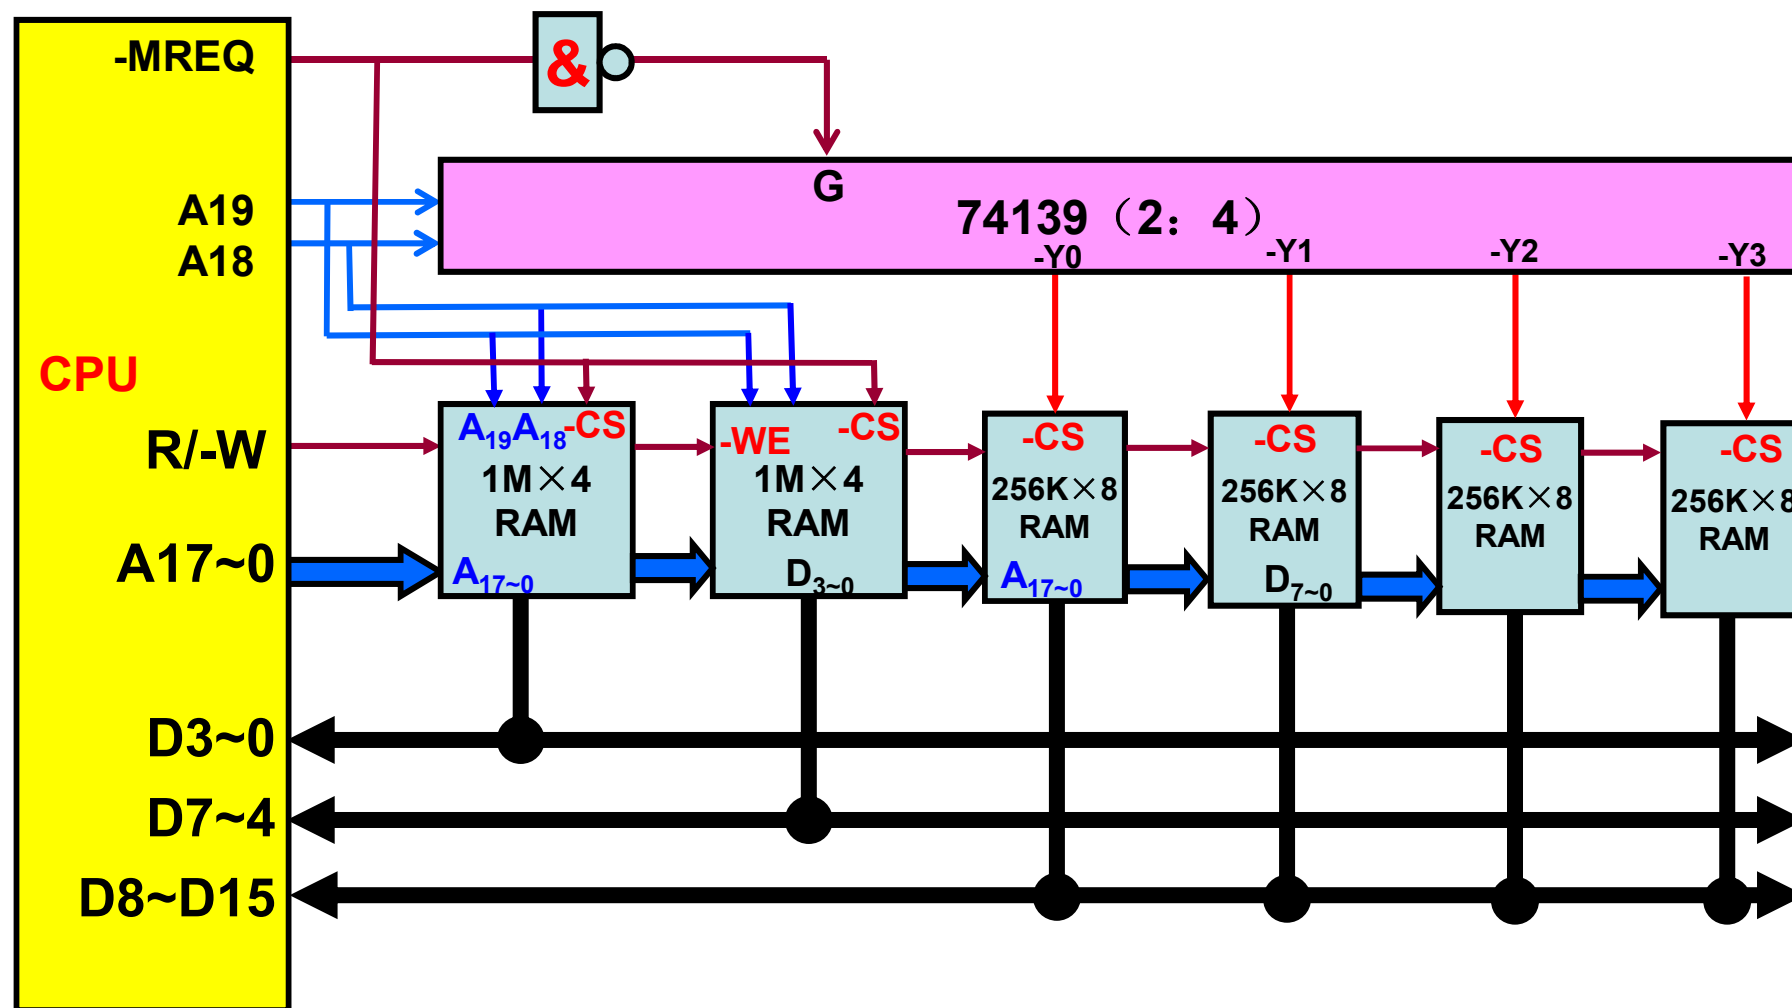 -MREQ
&
G
A19
74139（2：4）
A18
-Y0
-Y1
-Y2
-Y3
CPU
R/-W
A19A18-CS
1M×4
RAM
A17~0
-WE
-CS
1M×4
RAM
D3~0
-CS
256K×8
RAM
A17~0
-CS
256K×8
RAM
D7~0
-CS
256K×8
RAM
-CS
256K×8
RAM
A17~0
D3~0
D7~4
D8~D15